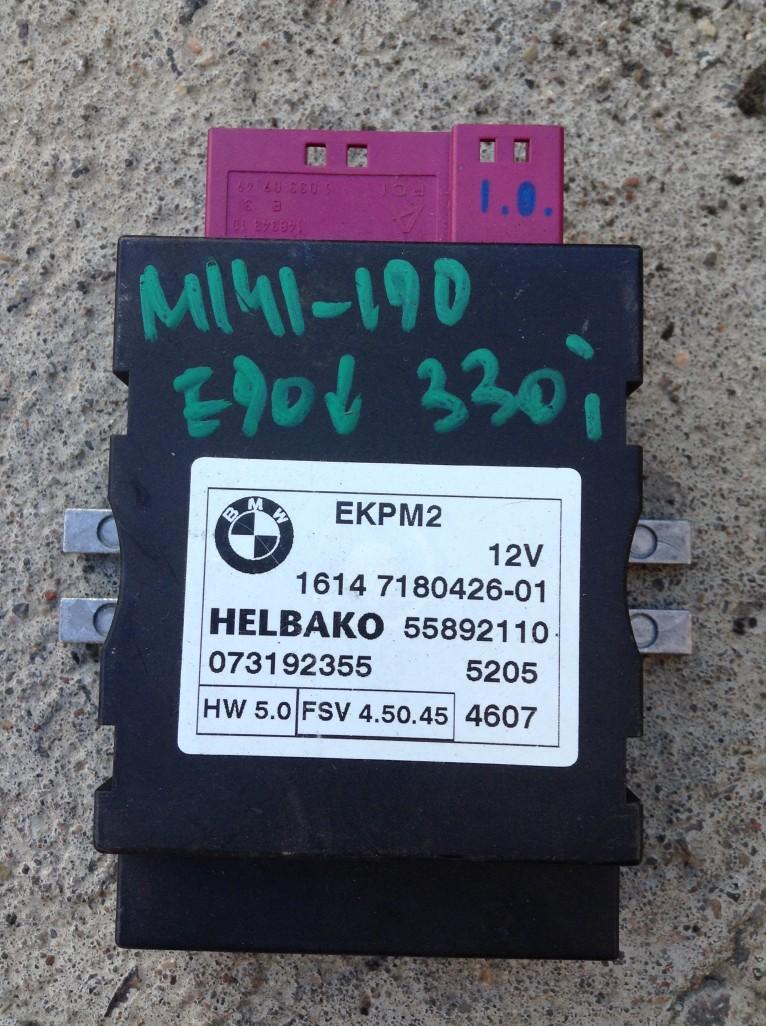 1.0.
M141-190
E90↓ 330i
BMW
EKPM2
12V
1614 7180426-01
HELBAKO 55892110
073192355 5205
HW 5.0 FSV 4.50.45 4607